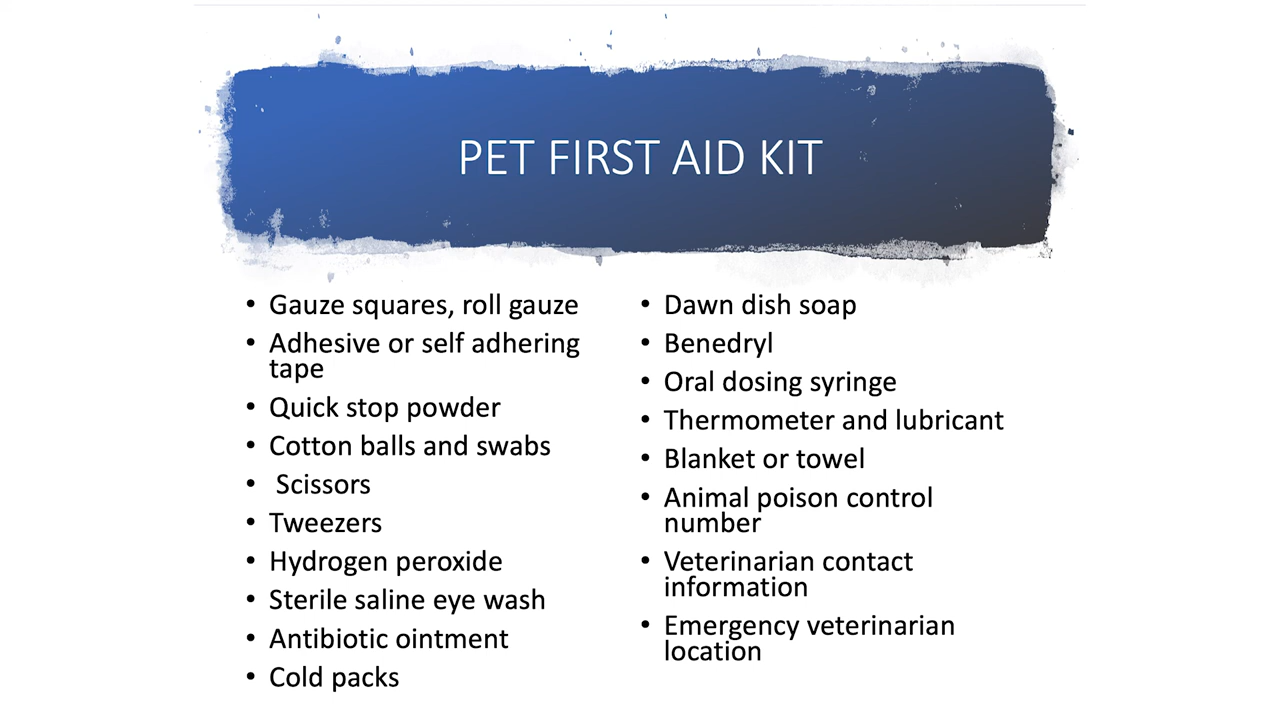 PET FIRST AID KIT
• Gauze squares, roll gauze
• Adhesive or self adhering
tape
• Quick stop powder
• Cotton balls and swabs
• Scissors
• Tweezers
• Hydrogen peroxide
• Sterile saline eye wash
• Antibiotic ointment
• Cold packs
• Dawn dish soap
• Benedryl
• Oral dosing syringe
• Thermometer and lubricant
• Blanket or towel
• Animal poison control
number
• Veterinarian contact
information
• Emergency veterinarian
location